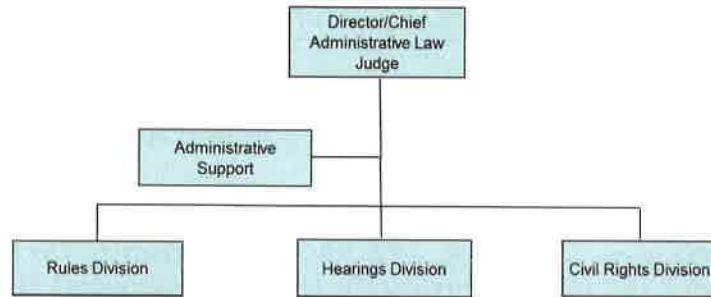 Director/Chief
Administrative Law
Judge
Administrative
Support
Rules Division
Hearings Division
Civil Rights Division